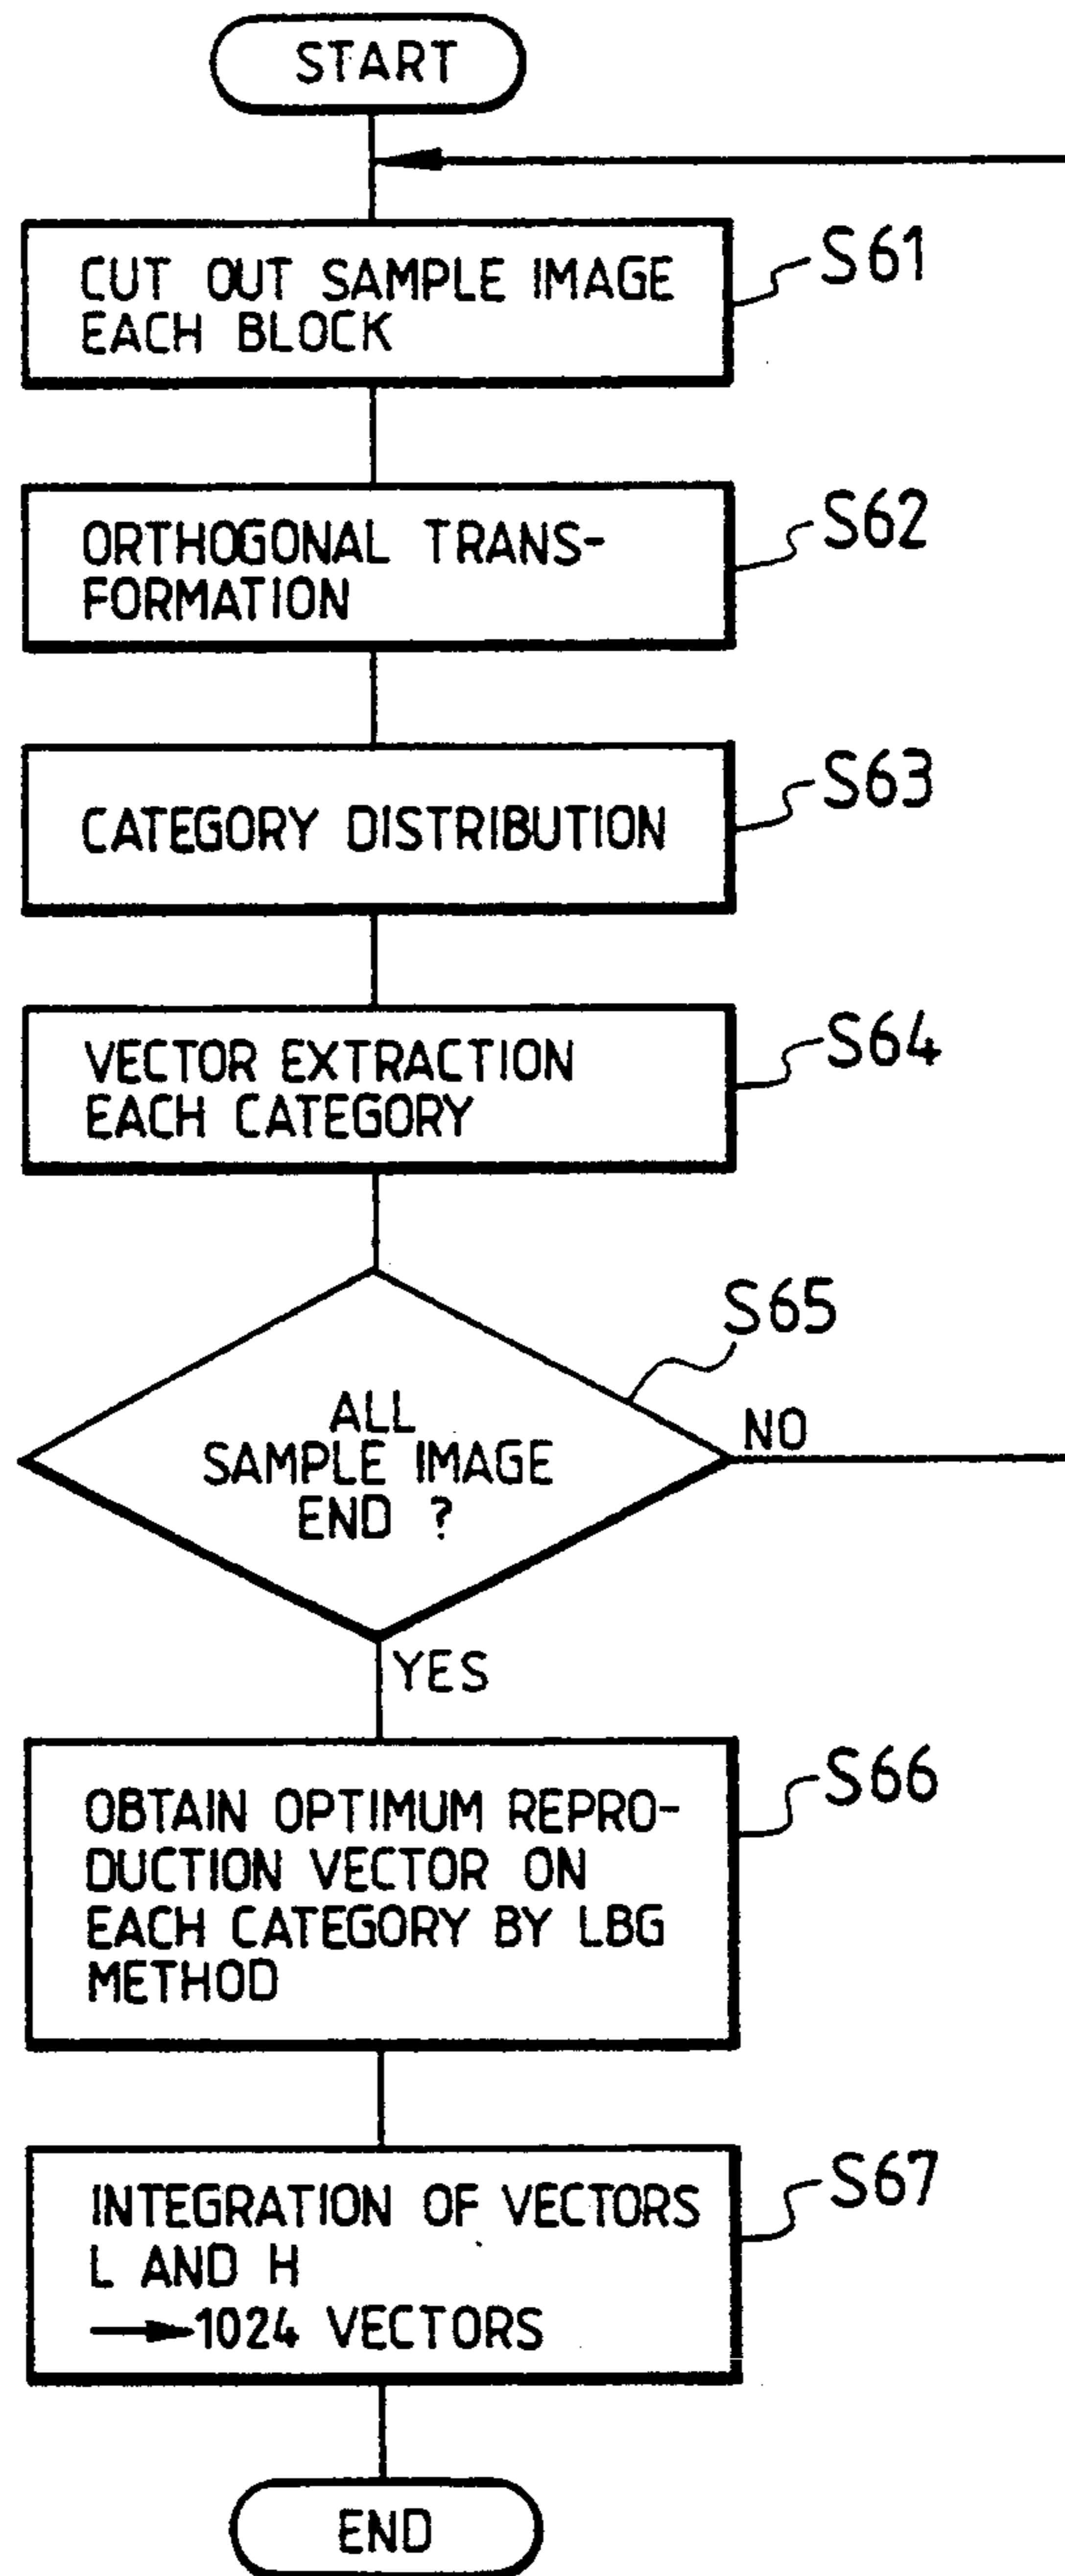 START
CUT OUT SAMPLE IMAGE
EACH BLOCK
S61
ORTHOGONAL TRANS-
FORMATION
S62
CATEGORY DISTRIBUTION
S63
VECTOR EXTRACTION
EACH CATEGORY
S64
S65
ALL
SAMPLE IMAGE
END ?
NO
YES
OBTAIN OPTIMUM REPRO-
DUCTION VECTOR ON
EACH CATEGORY BY LBG
METHOD
S66
INTEGRATION OF VECTORS
L AND H
→1024 VECTORS
S67
END